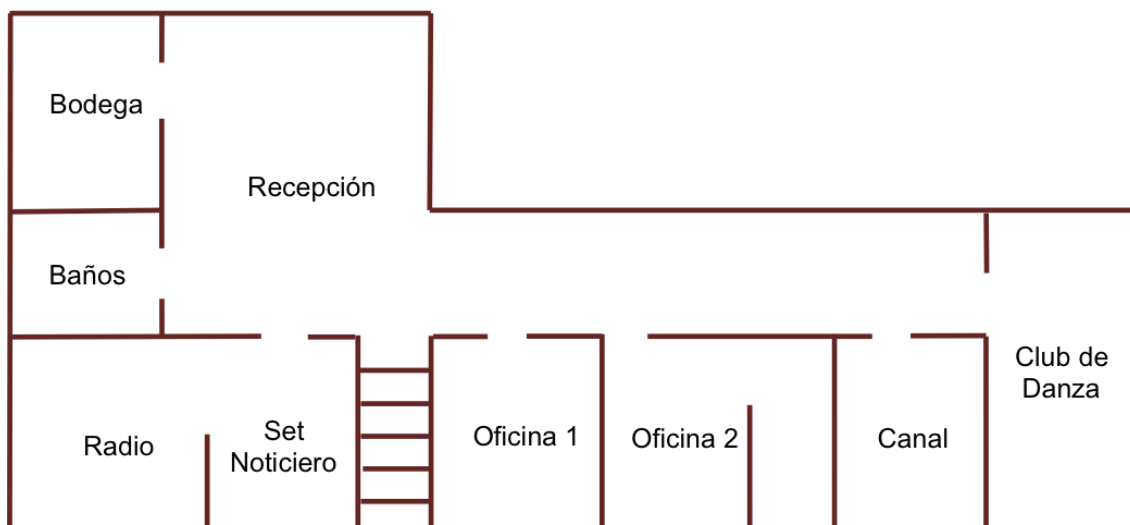 Bodega
Recepción
Baños
Radio
Set
Noticiero
Oficina 1
Oficina 2
Canal
Club de
Danza